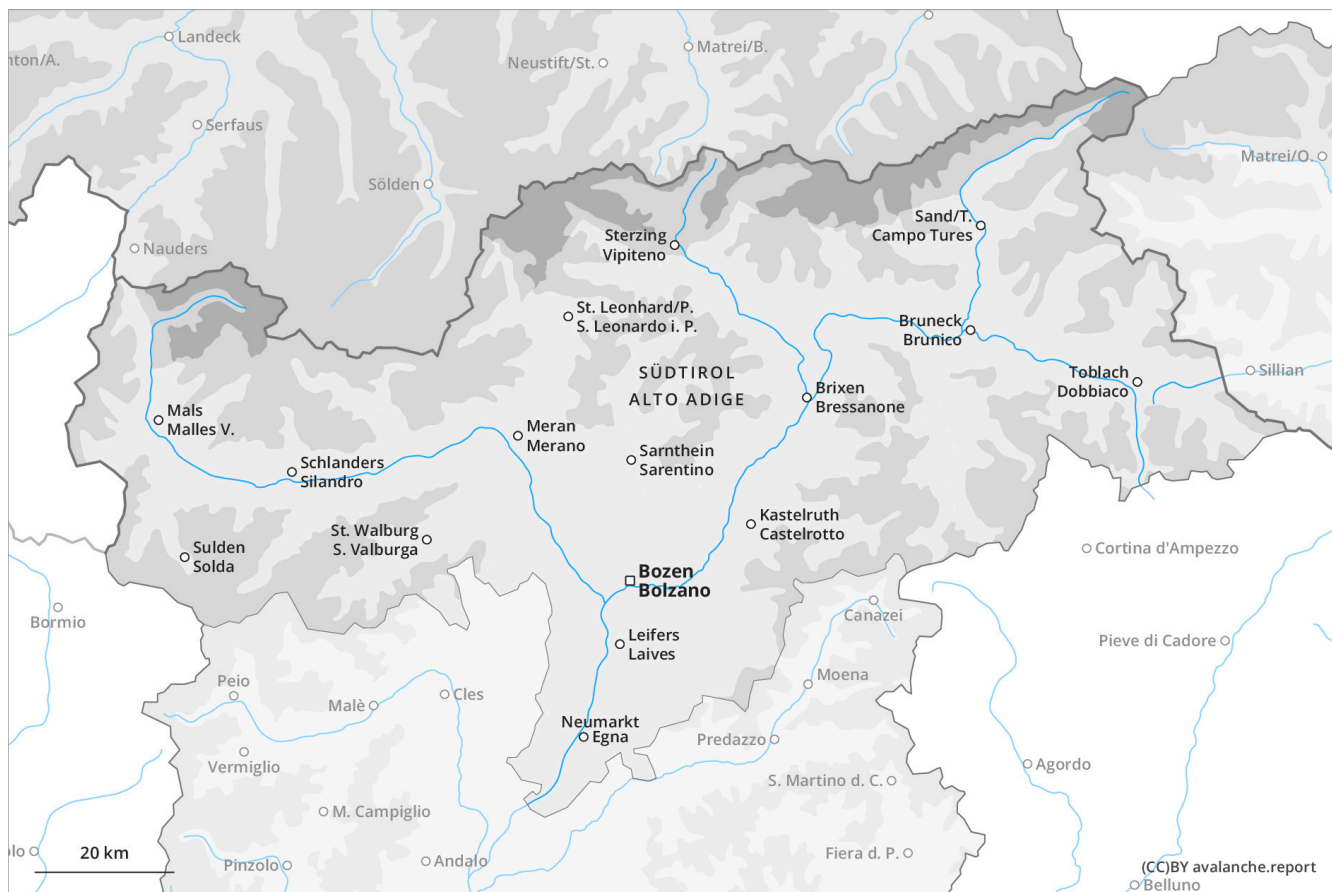 Landeck
nton/A.
Matrei/B.
Neustift/St.
Serfaus
Matrei/O.
Sölden
Sand/T.
Campo Tures
Sterzing
Vipiteno
Nauders
St. Leonhard/P.
S. Leonardo i. P.
Bruneck
Brunico
SÜDTIROL
ALTO ADIGE
Toblach
Dobbiaco
Sillian
Brixen
Bressanone
Mals
Malles V.
Meran
Merano
Schlanders
Silandro
Sarnthein
Sarentino
Kastelruth
Castelrotto
St. Walburg
S. Valburga
Sulden
Solda
Cortina d'Ampezzo
Bozen
Bolzano
Bormio
Canazei
Leifers
Laives
Pieve di Cadore
Peio
Moena
Cles
Malè
Neumarkt
Egna
Predazzo
Vermiglio
Agordo
S. Martino d. C.
M. Campiglio
olo
20 km
Pinzolo
Andalo
Fiera d. P.
(CC)BY avalanche.report
Belluno